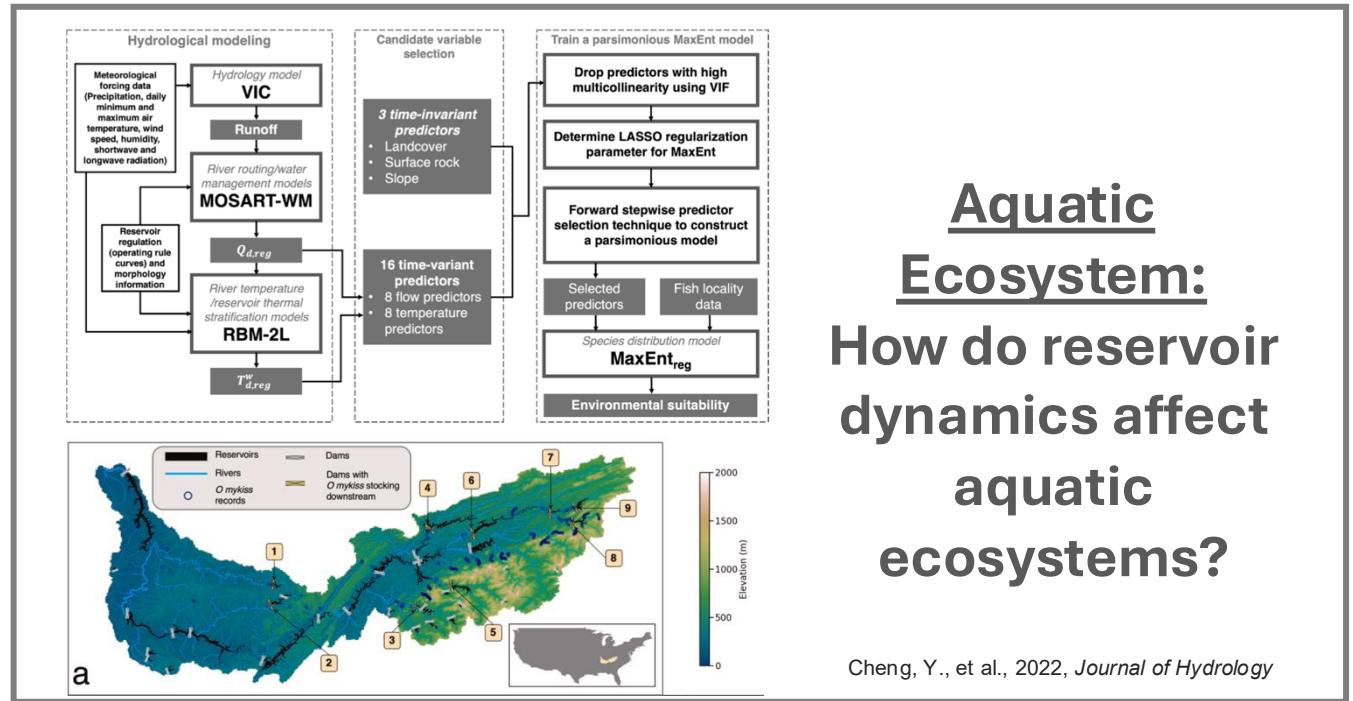 Hydrological modeling
Meteorological
forcing data
(Precipitation, daily
minimum and
maximum air
temperature, wind
speed, humidity,
shortwave and
longwave radiation)
Hydrology model
VIC
Runoff
River routing/water
management models
MOSART-WM
Reservoir
regulation
(operating rule
curves) and
morphology
information
Q_{d,reg}
River temperature
/reservoir thermal
stratification models
RBM-2L
T^w_{d,reg}
Candidate variable
selection
3 time-invariant
predictors
• Landcover
• Surface rock
• Slope
16 time-variant
predictors
• 8 flow predictors
• 8 temperature
predictors
Train a parsimonious MaxEnt model
Drop predictors with high
multicollinearity using VIF
Determine LASSO regularization
parameter for MaxEnt
Forward stepwise predictor
selection technique to construct
a parsimonious model
Selected
predictors
Fish locality
data
Species distribution model
MaxEnt_{reg}
Environmental suitability
Reservoirs
Rivers
O mykiss
records
Dams
Dams with
O mykiss stocking
downstream
1
2
3
4
5
6
7
8
9
2000
1500
1000
500
0
Elevation (m)
a
Aquatic
Ecosystem:
How do reservoir
dynamics affect
aquatic
ecosystems?
Cheng, Y., et al., 2022, Journal of Hydrology